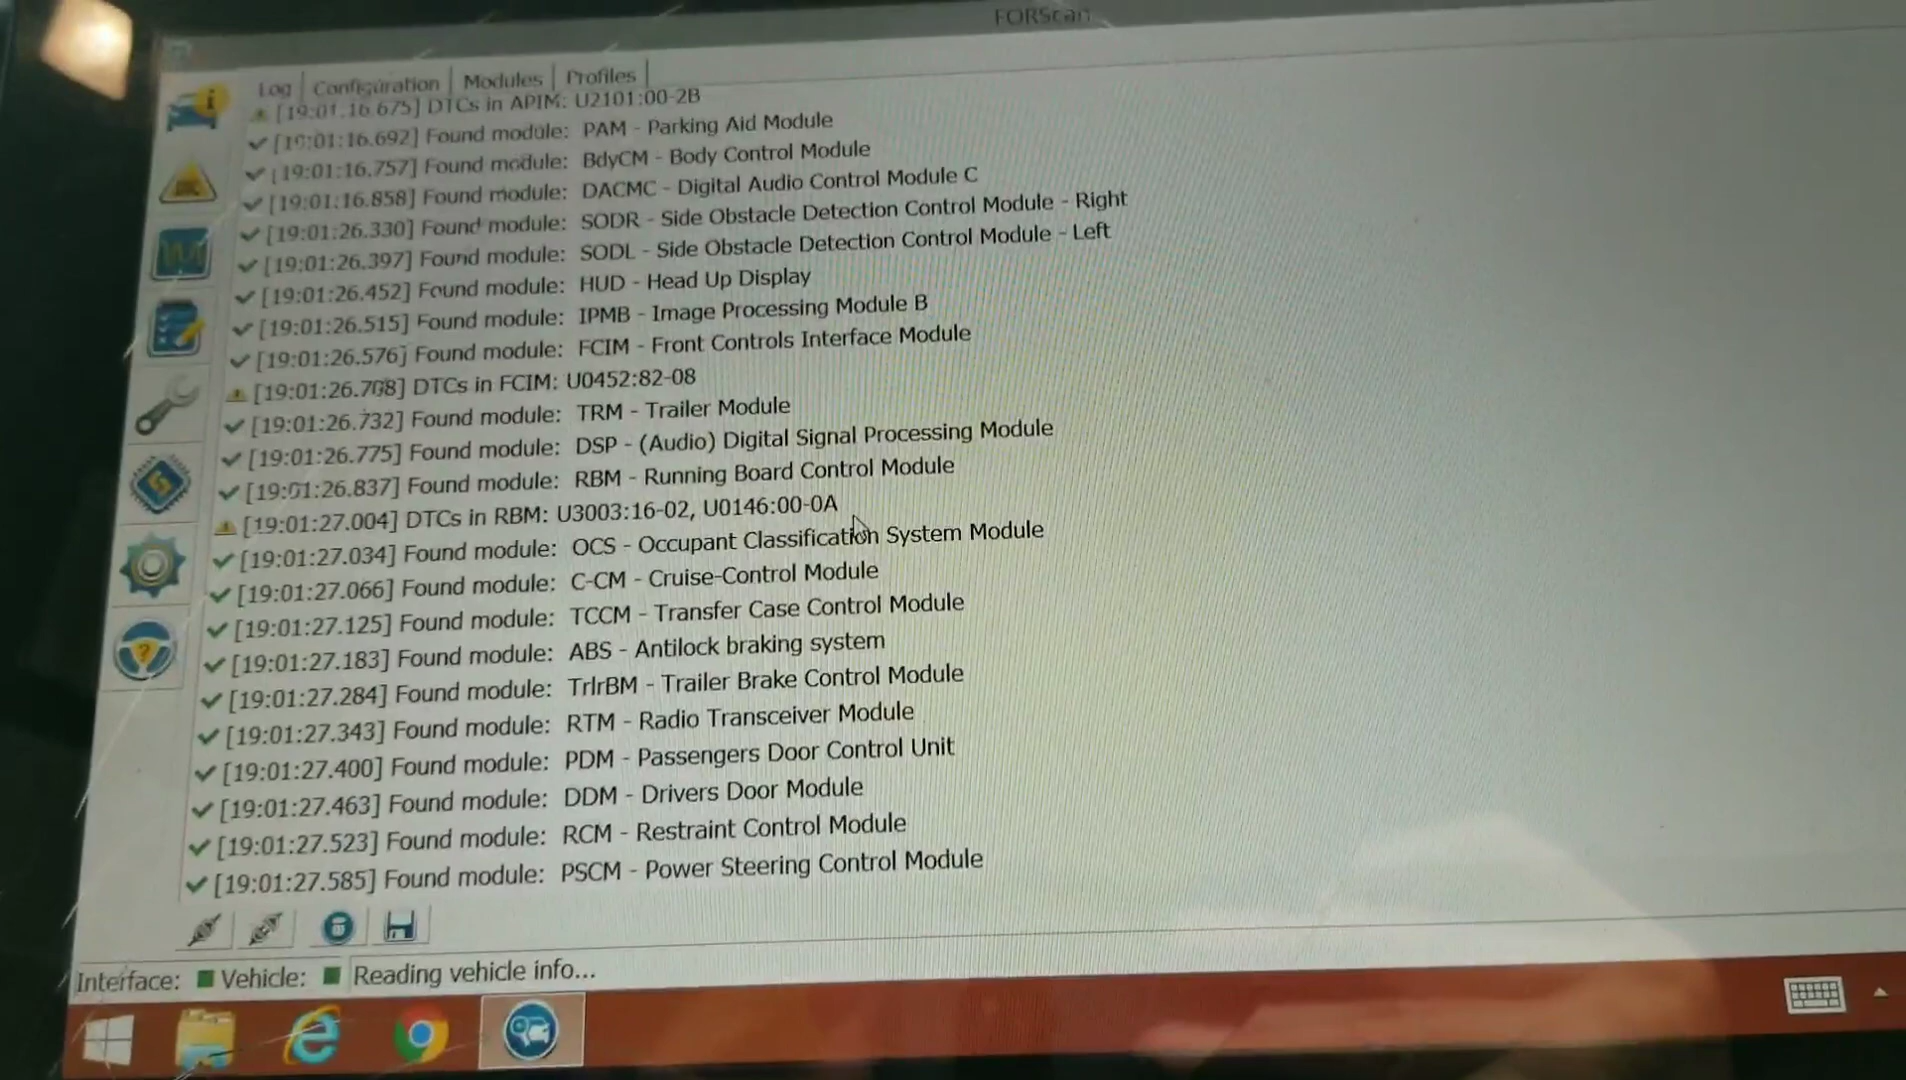 FORScan
Log Configuration Modules Profiles
[19:01:16.675] DTCs in APIM: U2101:00-2B
[19:01:16.692] Found module: PAM - Parking Aid Module
[19:01:16.757] Found module: BdyCM - Body Control Module
[19:01:16.858] Found module: DACMC - Digital Audio Control Module C
[19:01:26.330] Found module: SODR - Side Obstacle Detection Control Module - Right
[19:01:26.397] Found module: SODL - Side Obstacle Detection Control Module - Left
[19:01:26.452] Found module: HUD - Head Up Display
[19:01:26.515] Found module: IPMB - Image Processing Module B
[19:01:26.576] Found module: FCIM - Front Controls Interface Module
[19:01:26.708] DTCs in FCIM: U0452:82-08
[19:01:26.732] Found module: TRM - Trailer Module
[19:01:26.775] Found module: DSP - (Audio) Digital Signal Processing Module
[19:01:26.837] Found module: RBM - Running Board Control Module
[19:01:27.004] DTCs in RBM: U3003:16-02, U0146:00-0A
[19:01:27.034] Found module: OCS - Occupant Classification System Module
[19:01:27.066] Found module: C-CM - Cruise-Control Module
[19:01:27.125] Found module: TCCM - Transfer Case Control Module
[19:01:27.183] Found module: ABS - Antilock braking system
[19:01:27.284] Found module: TrlrBM - Trailer Brake Control Module
[19:01:27.343] Found module: RTM - Radio Transceiver Module
[19:01:27.400] Found module: PDM - Passengers Door Control Unit
[19:01:27.463] Found module: DDM - Drivers Door Module
[19:01:27.523] Found module: RCM - Restraint Control Module
[19:01:27.585] Found module: PSCM - Power Steering Control Module
Interface: Vehicle: Reading vehicle info...